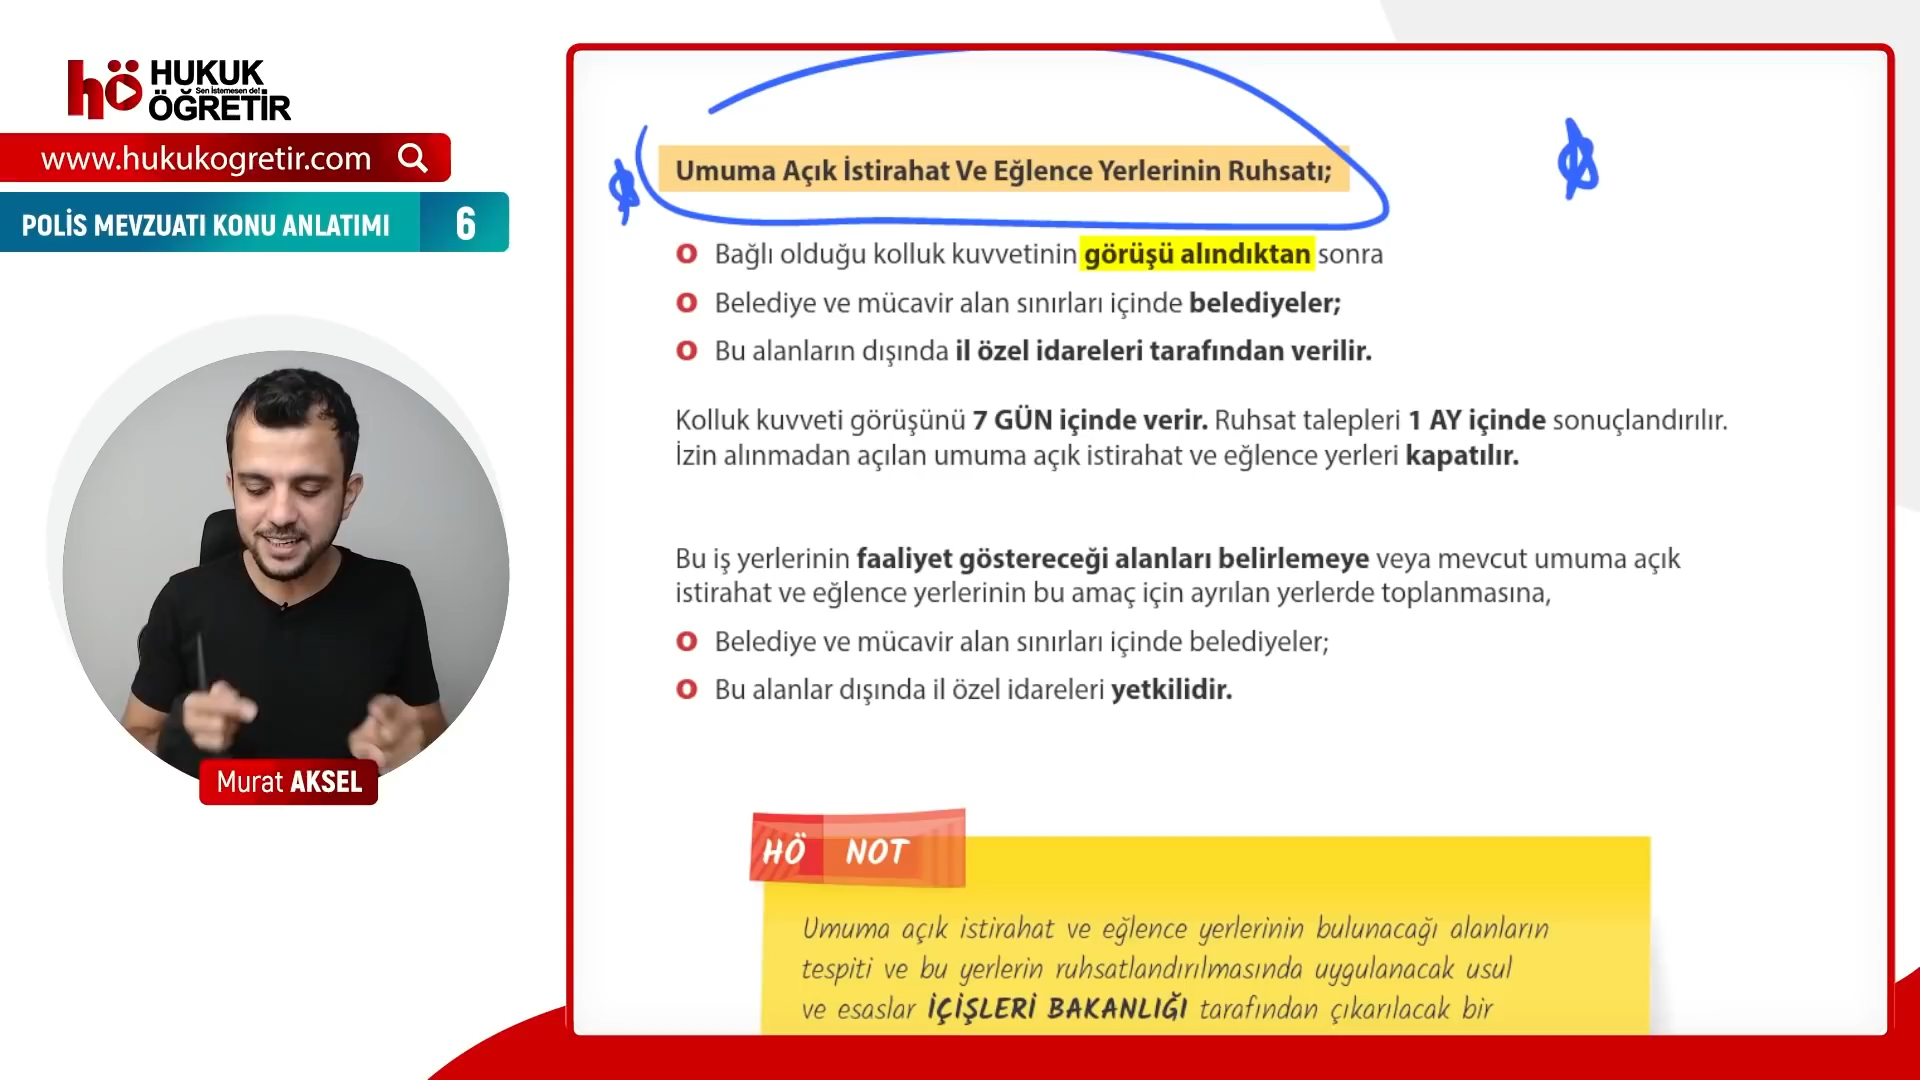 hö HUKUK
Sen İstemesen de!
ÖĞRETİR
www.hukukogretir.com
POLİS MEVZUATI KONU ANLATIMI 6
Murat AKSEL
Umuma Açık İstirahat Ve Eğlence Yerlerinin Ruhsatı;
Bağlı olduğu kolluk kuvvetinin görüşü alındıktan sonra
Belediye ve mücavir alan sınırları içinde belediyeler;
Bu alanların dışında il özel idareleri tarafından verilir.
Kolluk kuvveti görüşünü 7 GÜN içinde verir. Ruhsat talepleri 1 AY içinde sonuçlandırılır.
İzin alınmadan açılan umuma açık istirahat ve eğlence yerleri kapatılır.
Bu iş yerlerinin faaliyet göstereceği alanları belirlemeye veya mevcut umuma açık
istirahat ve eğlence yerlerinin bu amaç için ayrılan yerlerde toplanmasına,
Belediye ve mücavir alan sınırları içinde belediyeler;
Bu alanlar dışında il özel idareleri yetkilidir.
HÖ NOT
Umuma açık istirahat ve eğlence yerlerinin bulunacağı alanların
tespiti ve bu yerlerin ruhsatlandırılmasında uygulanacak usul
ve esaslar İÇİŞLERİ BAKANLIĞI tarafından çıkarılacak bir